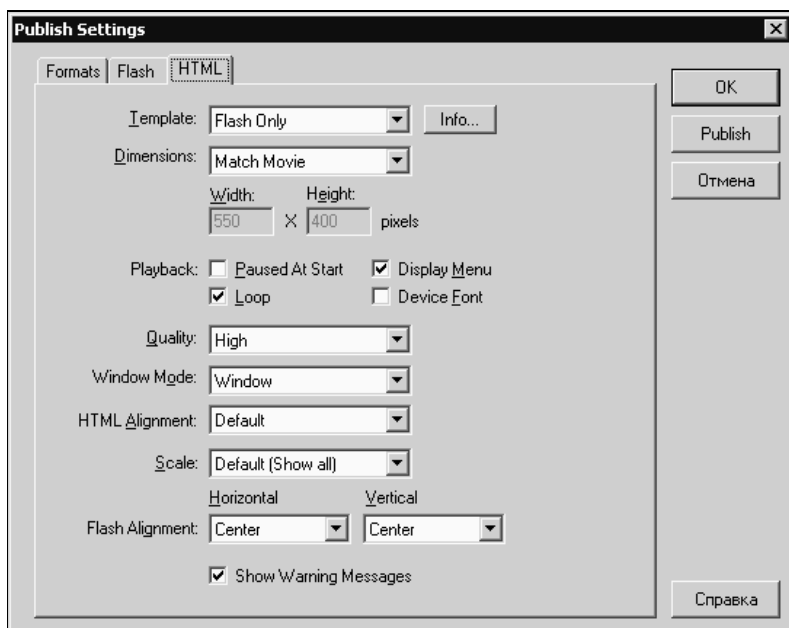 Publish Settings
Formats Flash HTML
OK
Template: Flash Only Info...
Publish
Dimensions: Match Movie
Отмена
Width: Height:
550 X 400 pixels
Playback: Paused At Start Display Menu
Loop Device Font
Quality: High
Window Mode: Window
HTML Alignment: Default
Scale: Default (Show all)
Horizontal Vertical
Flash Alignment: Center Center
Show Warning Messages
Справка